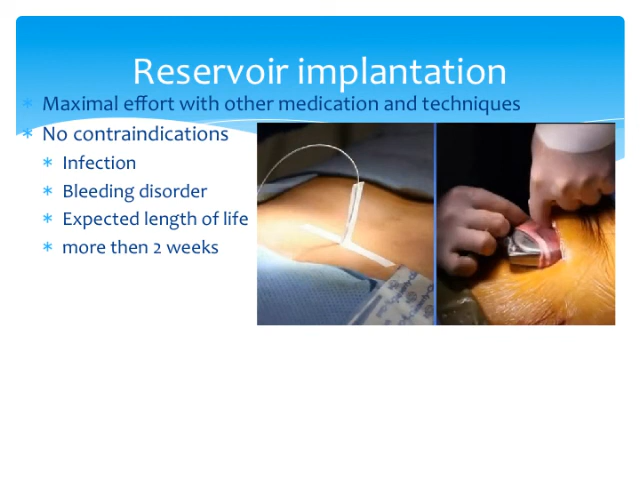 Reservoir implantation
Maximal effort with other medication and techniques
No contraindications
Infection
Bleeding disorder
Expected length of life
more then 2 weeks